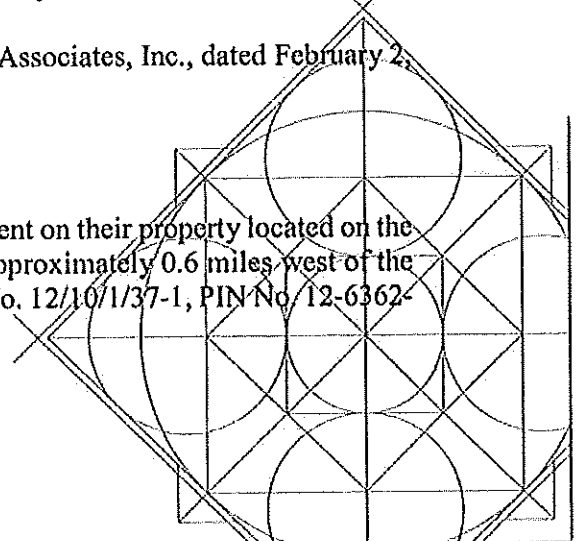 Associates, Inc., dated February 2,
ent on their property located on the
pproximately 0.6 miles west of the
o. 12/10/1/37-1, PIN No. 12-6362-